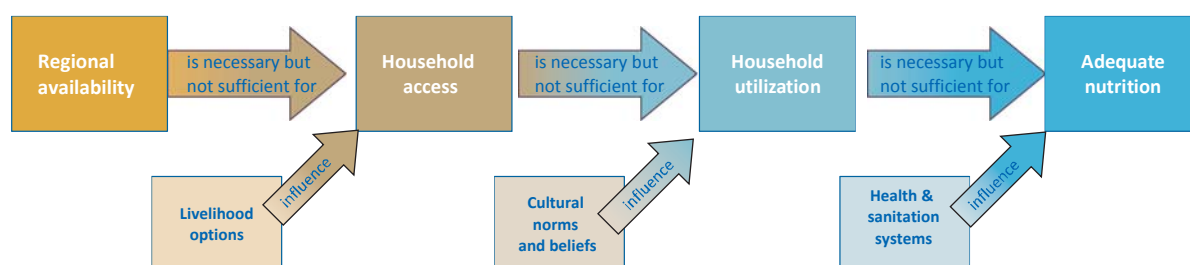 Regional
availability
is necessary but
not sufficient for
Household
access
is necessary but
not sufficient for
Household
utilization
is necessary but
not sufficient for
Adequate
nutrition
influence
Livelihood
options
influence
Cultural
norms
and beliefs
influence
Health &
sanitation
systems